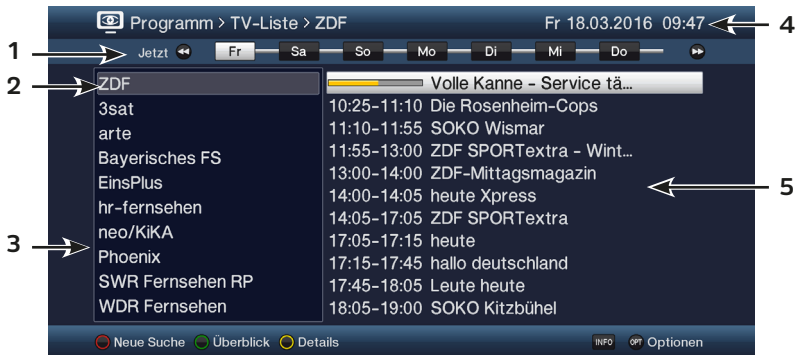 Programm > TV-Liste > ZDF Fr 18.03.2016 09:47 4
1 Jetzt Fr Sa So Mo Di Mi Do
2 ZDF Volle Kanne - Service tä...
3sat 10:25-11:10 Die Rosenheim-Cops
arte 11:10-11:55 SOKO Wismar
Bayerisches FS 11:55-13:00 ZDF SPORTextra - Wint...
EinsPlus 13:00-14:00 ZDF-Mittagsmagazin 5
hr-fernsehen 14:00-14:05 heute Xpress
neo/KiKA 14:05-17:05 ZDF SPORTextra
3 Phoenix 17:05-17:15 heute
SWR Fernsehen RP 17:15-17:45 hallo deutschland
WDR Fernsehen 17:45-18:05 Leute heute
18:05-19:00 SOKO Kitzbühel
Neue Suche Überblick Details INFO OPT Optionen